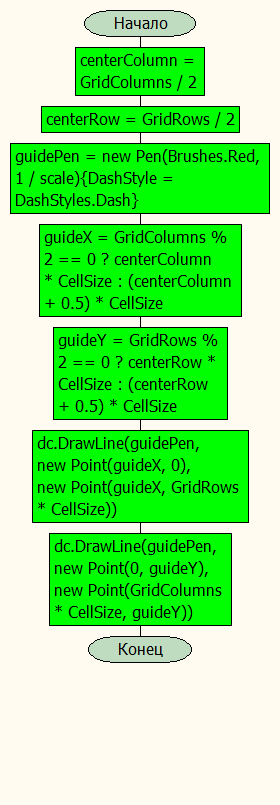 Начало
centerColumn =
GridColumns / 2
centerRow = GridRows / 2
guidePen = new Pen(Brushes.Red,
1 / scale){DashStyle =
DashStyles.Dash}
guideX = GridColumns %
2 == 0 ? centerColumn
* CellSize : (centerColumn
+ 0.5) * CellSize
guideY = GridRows %
2 == 0 ? centerRow *
CellSize : (centerRow
+ 0.5) * CellSize
dc.DrawLine(guidePen,
new Point(guideX, 0),
new Point(guideX, GridRows
* CellSize))
dc.DrawLine(guidePen,
new Point(0, guideY),
new Point(GridColumns
* CellSize, guideY))
Конец